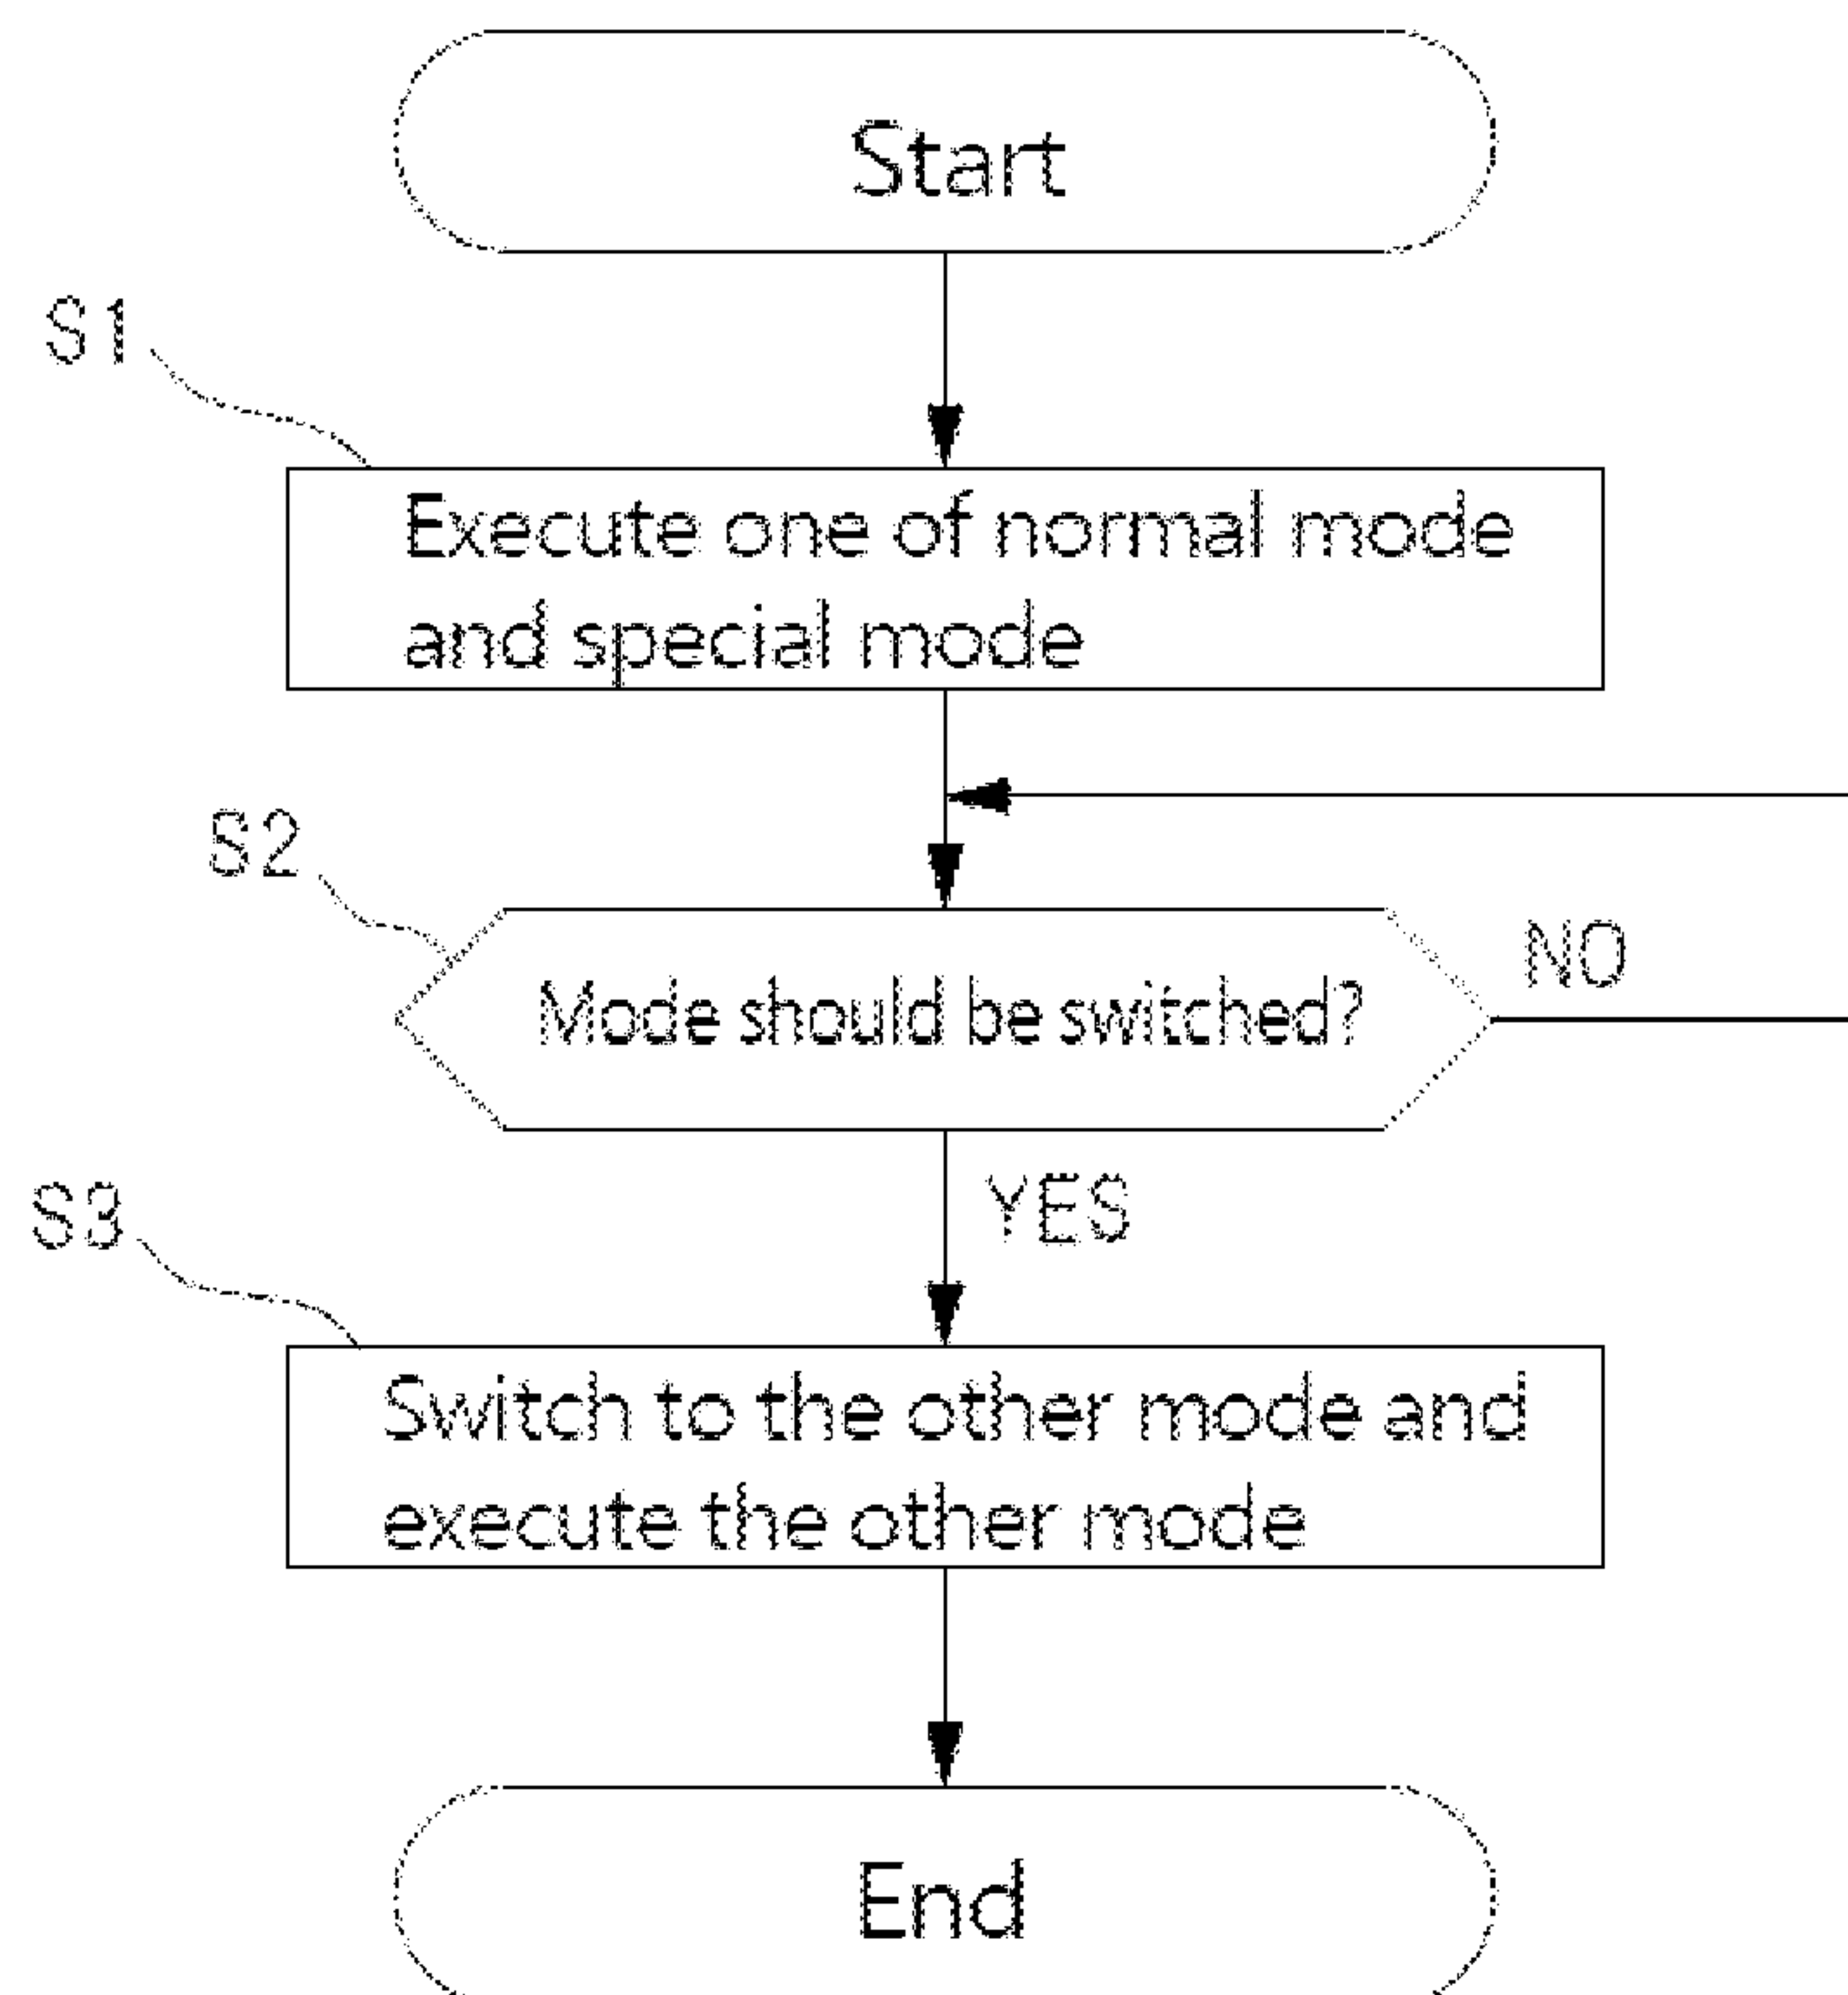 Start
S1
Execute one of normal mode
and special mode
S2
Mode should be switched?
NO
YES
S3
Switch to the other mode and
execute the other mode
End